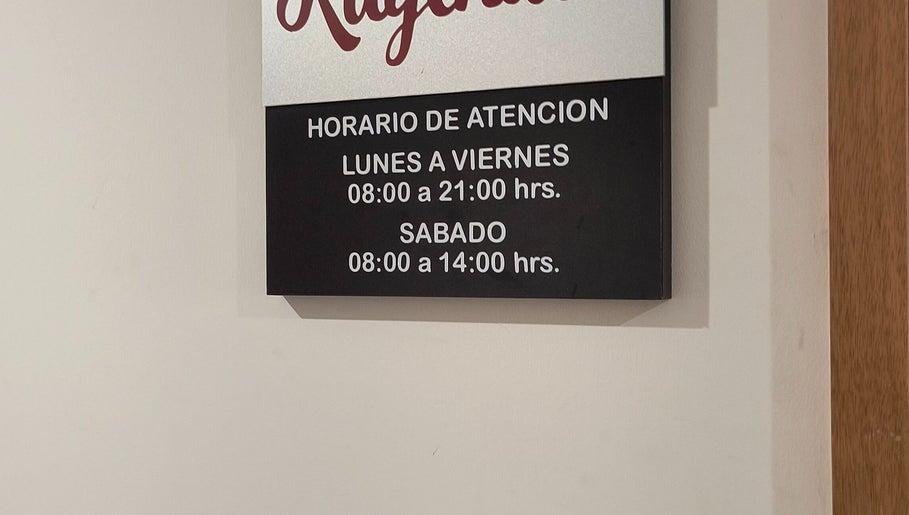 HORARIO DE ATENCION
LUNES A VIERNES
08:00 a 21:00 hrs.
SABADO
08:00 a 14:00 hrs.